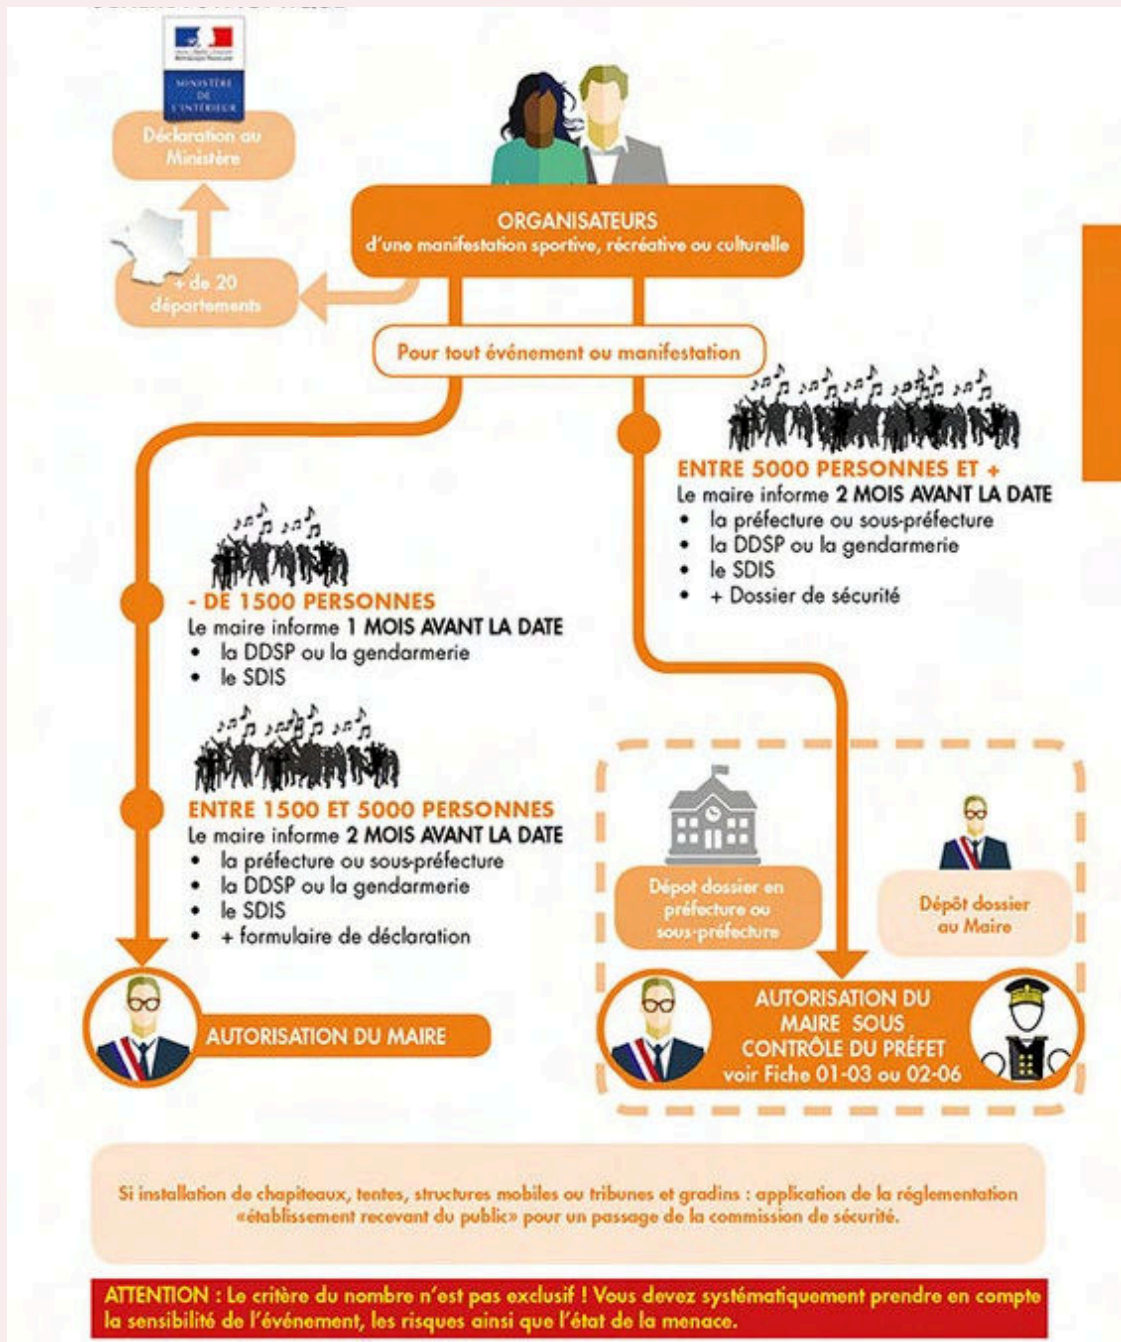 MINISTÈRE
DE
L'INTÉRIEUR
Déclaration au
Ministère
ORGANISATEURS
d'une manifestation sportive, récréative ou culturelle
+ de 20
départements
Pour tout événement ou manifestation
ENTRE 5000 PERSONNES ET +
Le maire informe 2 MOIS AVANT LA DATE
• la préfecture ou sous-préfecture
• la DDSP ou la gendarmerie
• le SDIS
• + Dossier de sécurité
- DE 1500 PERSONNES
Le maire informe 1 MOIS AVANT LA DATE
• la DDSP ou la gendarmerie
• le SDIS
ENTRE 1500 ET 5000 PERSONNES
Le maire informe 2 MOIS AVANT LA DATE
• la préfecture ou sous-préfecture
• la DDSP ou la gendarmerie
• le SDIS
• + formulaire de déclaration
AUTORISATION DU MAIRE
Dépot dossier en
préfecture ou
sous-préfecture
Dépôt dossier
au Maire
AUTORISATION DU
MAIRE SOUS
CONTRÔLE DU PRÉFET
voir Fiche 01-03 ou 02-06
Si installation de chapiteaux, tentes, structures mobiles ou tribunes et gradins : application de la réglementation
«établissement recevant du public» pour un passage de la commission de sécurité.
ATTENTION : Le critère du nombre n'est pas exclusif ! Vous devez systématiquement prendre en compte
la sensibilité de l'événement, les risques ainsi que l'état de la menace.